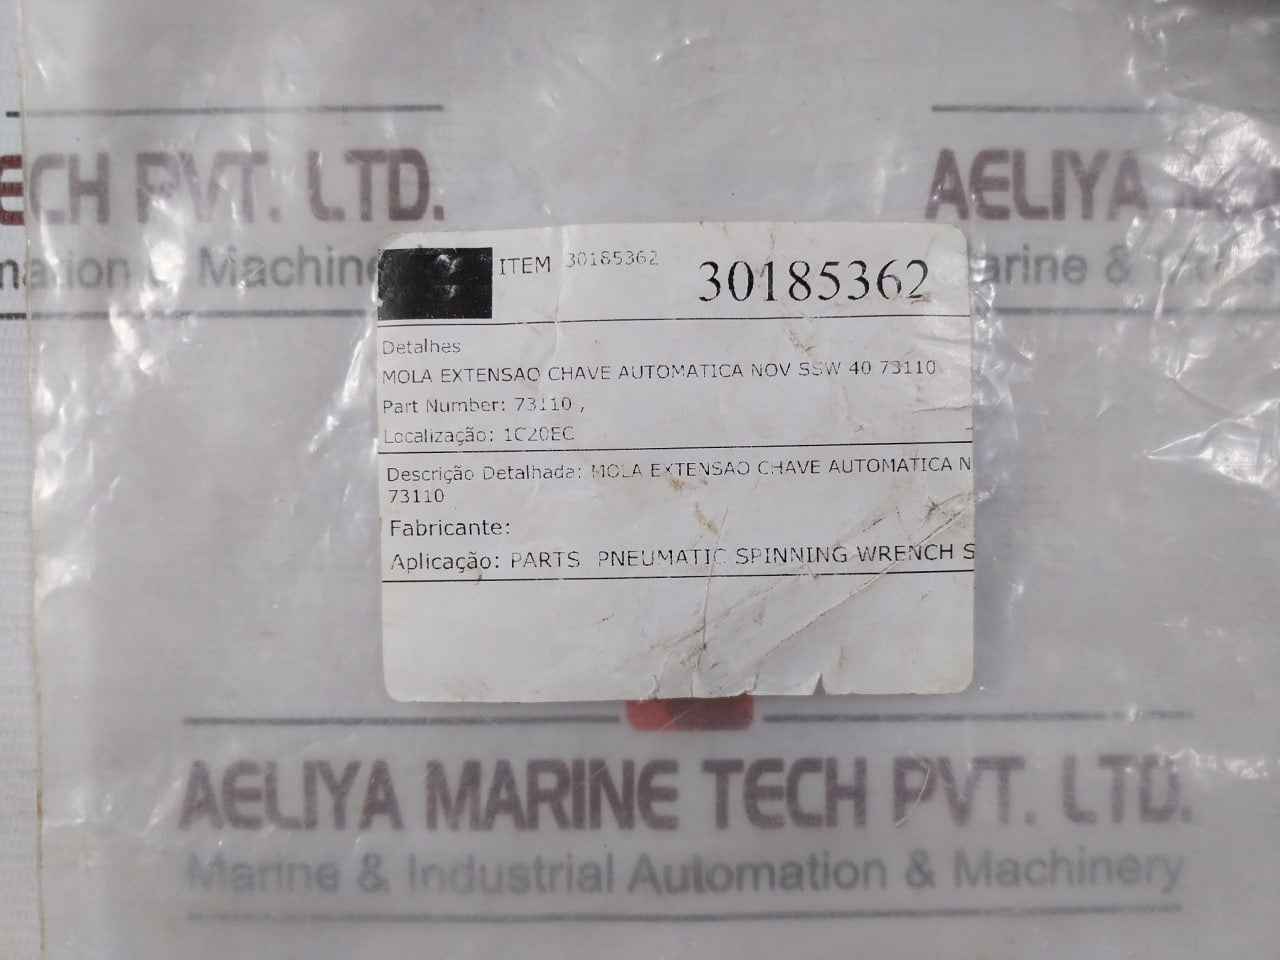 ECH PVT. LTD.
AELIYA
mation & Machine
arine &
ITEM 30185362
30185362
Detalhes
MOLA EXTENSAO CHAVE AUTOMATICA NOV SSW 40 73110
Part Number: 73110 ,
Localização: 1C20EC
Descrição Detalhada: MOLA EXTENSAO CHAVE AUTOMATICA N
73110
Fabricante:
Aplicação: PARTS PNEUMATIC SPINNING WRENCH S
AELIYA MARINE TECH PVT. LTD.
Marine & Industrial Automation & Machinery